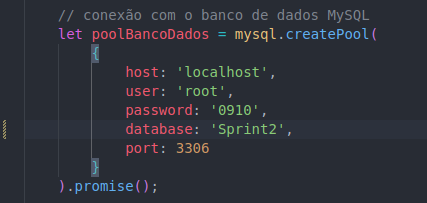 // conexão com o banco de dados MySQL
let poolBancoDados = mysql.createPool(
{
host: 'localhost',
user: 'root',
password: '0910',
database: 'Sprint2',
port: 3306
}
).promise();